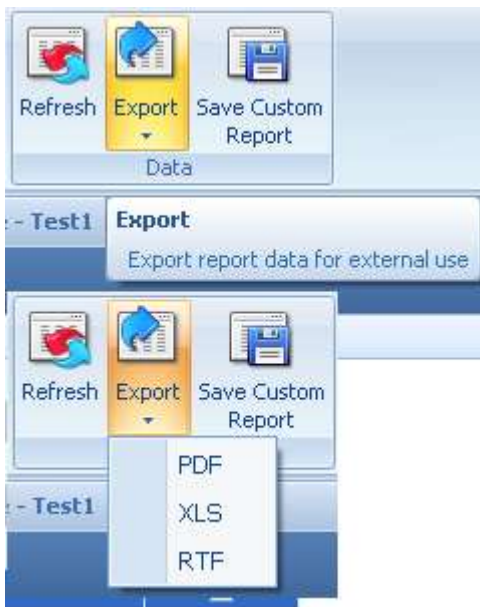 Refresh Export Save Custom
Report
Data
- Test1 Export
Export report data for external use
Refresh Export Save Custom
Report
PDF
- Test1 XLS
RTF